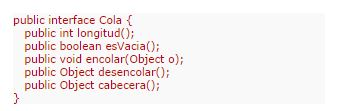 public interface Cola {
public int longitud();
public boolean esVacia();
public void encolar(Object o);
public Object desencolar();
public Object cabecera();
}